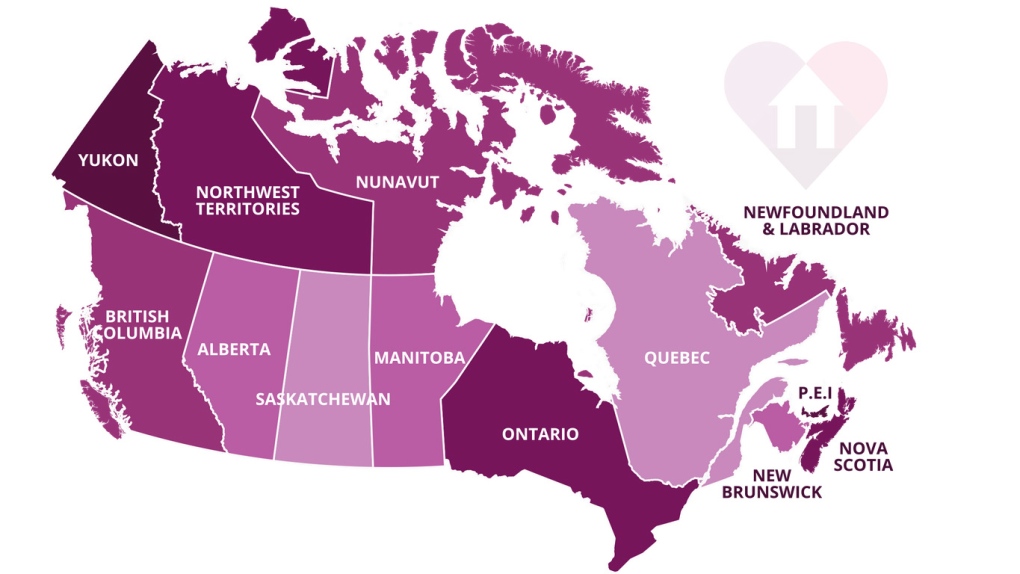 YUKON
NORTHWEST
TERRITORIES
NUNAVUT
NEWFOUNDLAND
& LABRADOR
BRITISH
COLUMBIA
ALBERTA
SASKATCHEWAN
MANITOBA
ONTARIO
QUEBEC
P.E.I
NOVA
SCOTIA
NEW
BRUNSWICK